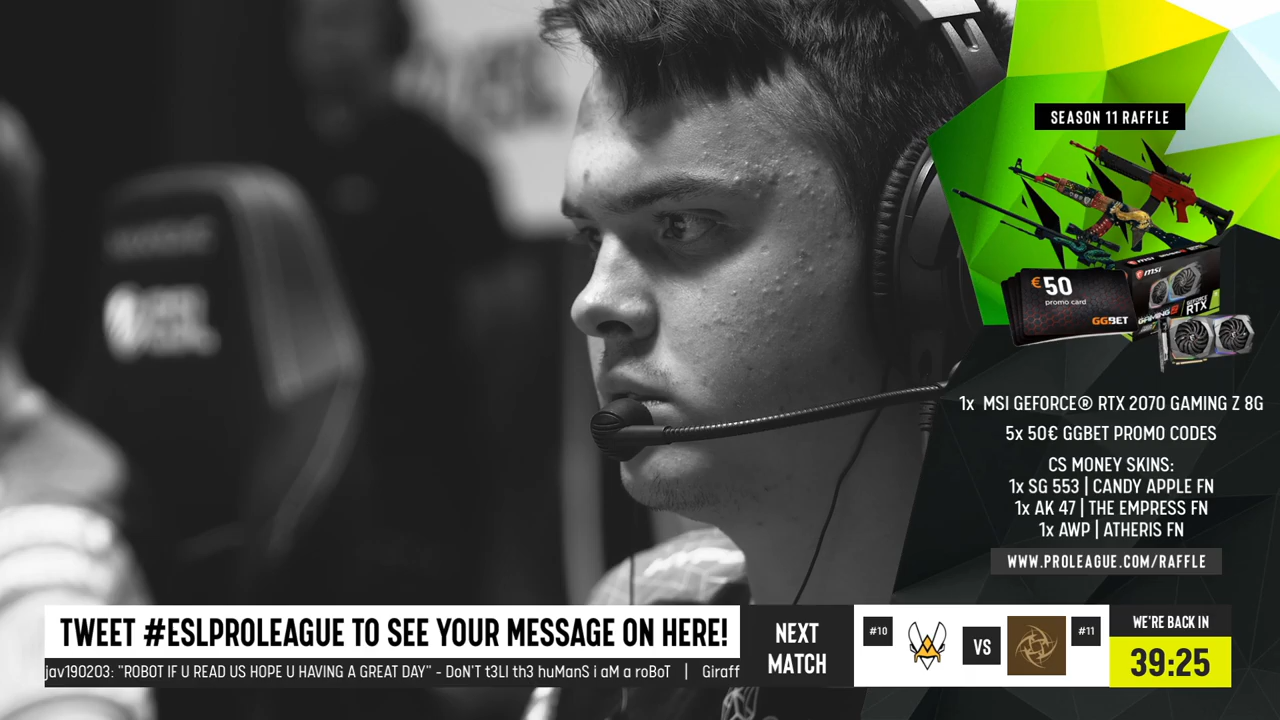 SEASON 11 RAFFLE
msi
€50
promo card
GGBET
GAMING
GEFORCE
RTX
1x MSI GEFORCE® RTX 2070 GAMING Z 8G
5x 50€ GGBET PROMO CODES
CS MONEY SKINS:
1x SG 553 | CANDY APPLE FN
1x AK 47 | THE EMPRESS FN
1x AWP | ATHERIS FN
WWW.PROLEAGUE.COM/RAFFLE
TWEET #ESLPROLEAGUE TO SEE YOUR MESSAGE ON HERE!
jav190203: "ROBOT IF U READ US HOPE U HAVING A GREAT DAY" - DoN'T t3Ll th3 huManS i aM a roBoT | Giraff
NEXT
MATCH
#10
VS
#11
WE'RE BACK IN
39:25